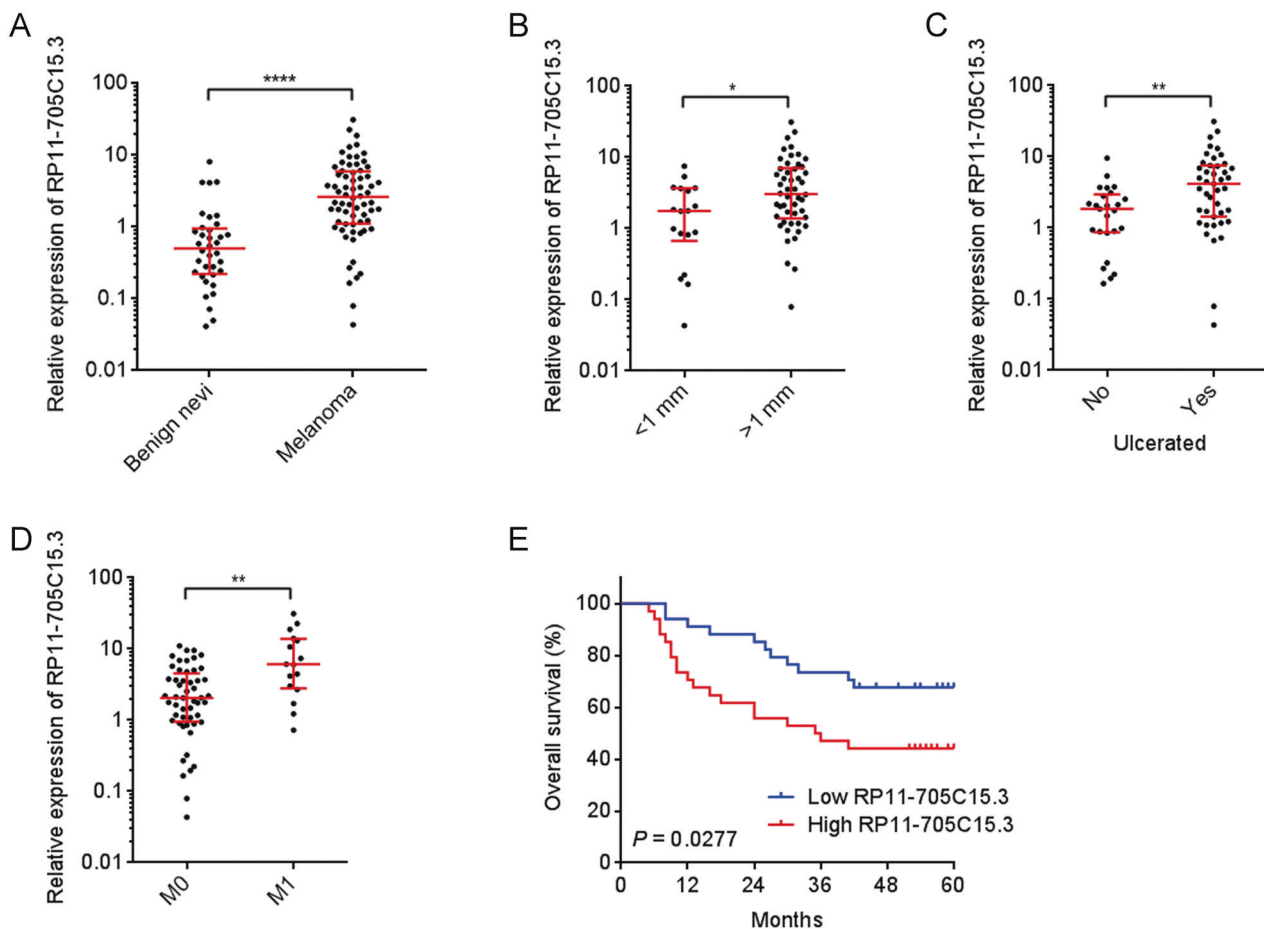 A
Relative expression of RP11-705C15.3
100
10
1
0.1
0.01
****
Benign nevi
Melanoma
B
Relative expression of RP11-705C15.3
100
10
1
0.1
0.01
*
<1 mm
>1 mm
C
Relative expression of RP11-705C15.3
100
10
1
0.1
0.01
**
No
Yes
Ulcerated
D
Relative expression of RP11-705C15.3
100
10
1
0.1
0.01
**
M0
M1
E
Overall survival (%)
100
80
60
40
20
0
Low RP11-705C15.3
High RP11-705C15.3
P = 0.0277
0 12 24 36 48 60
Months